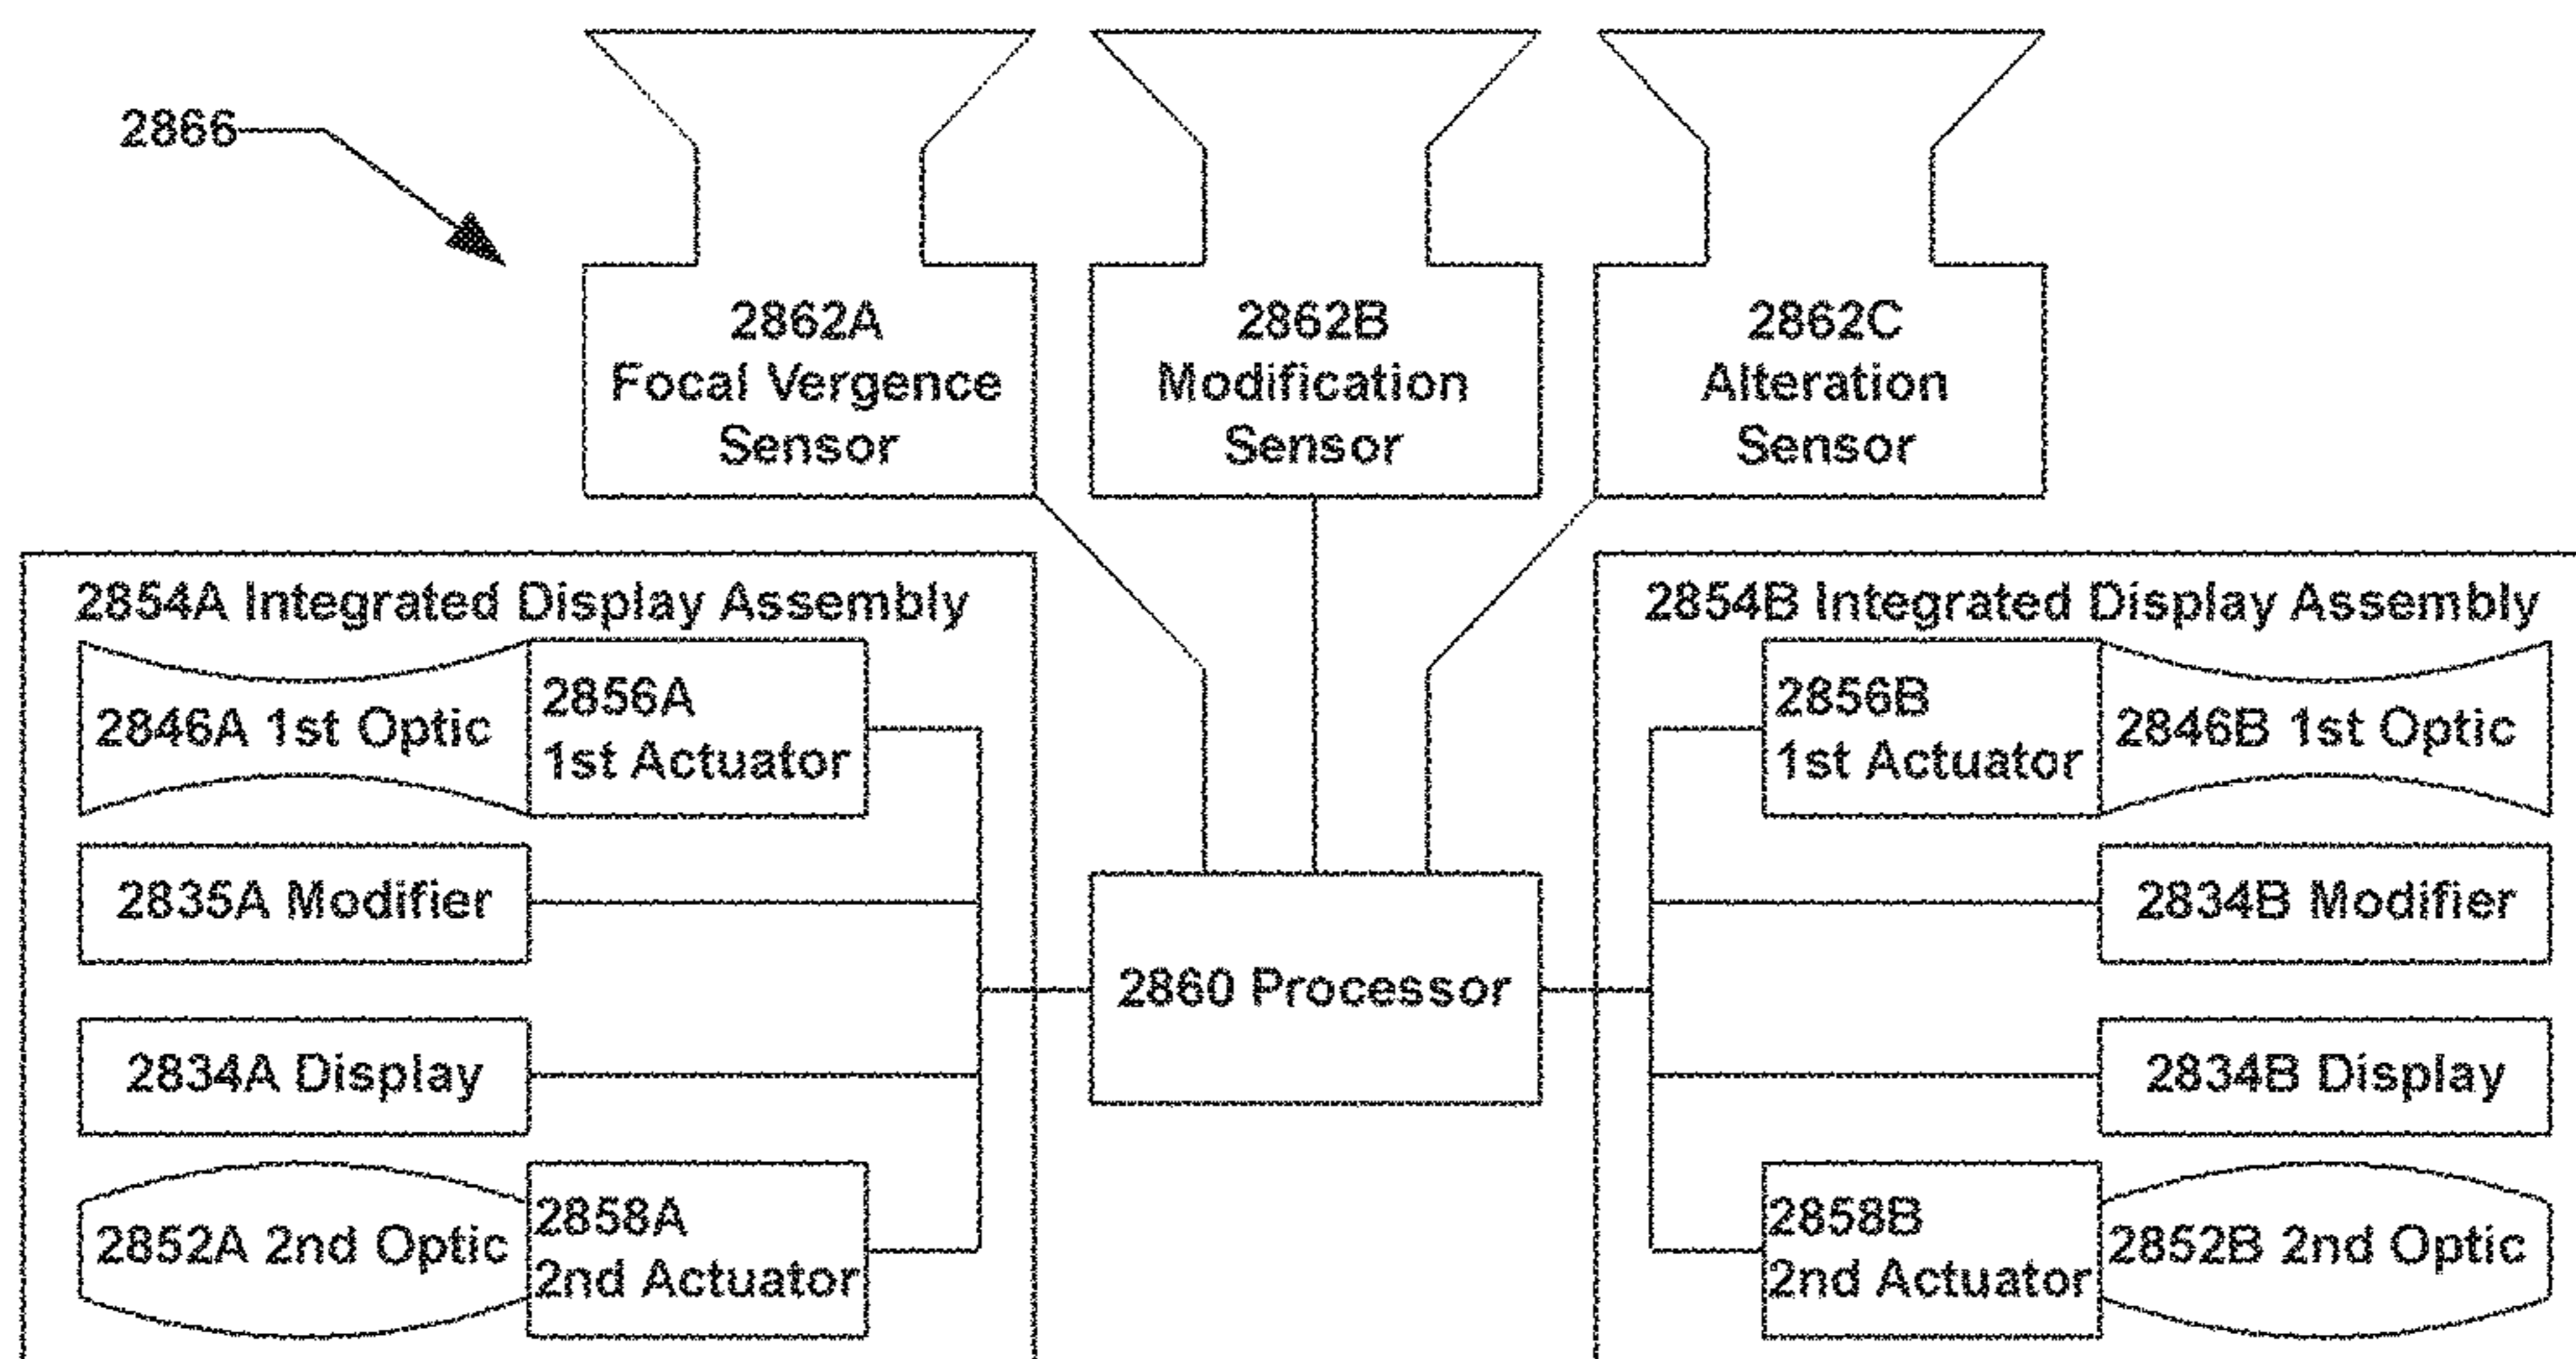 2866
2862A
Focal Vergence
Sensor
2862B
Modification
Sensor
2862C
Alteration
Sensor
2854A Integrated Display Assembly
2846A 1st Optic
2856A
1st Actuator
2835A Modifier
2834A Display
2852A 2nd Optic
2858A
2nd Actuator
2860 Processor
2854B Integrated Display Assembly
2856B
1st Actuator
2846B 1st Optic
2834B Modifier
2834B Display
2858B
2nd Actuator
2852B 2nd Optic